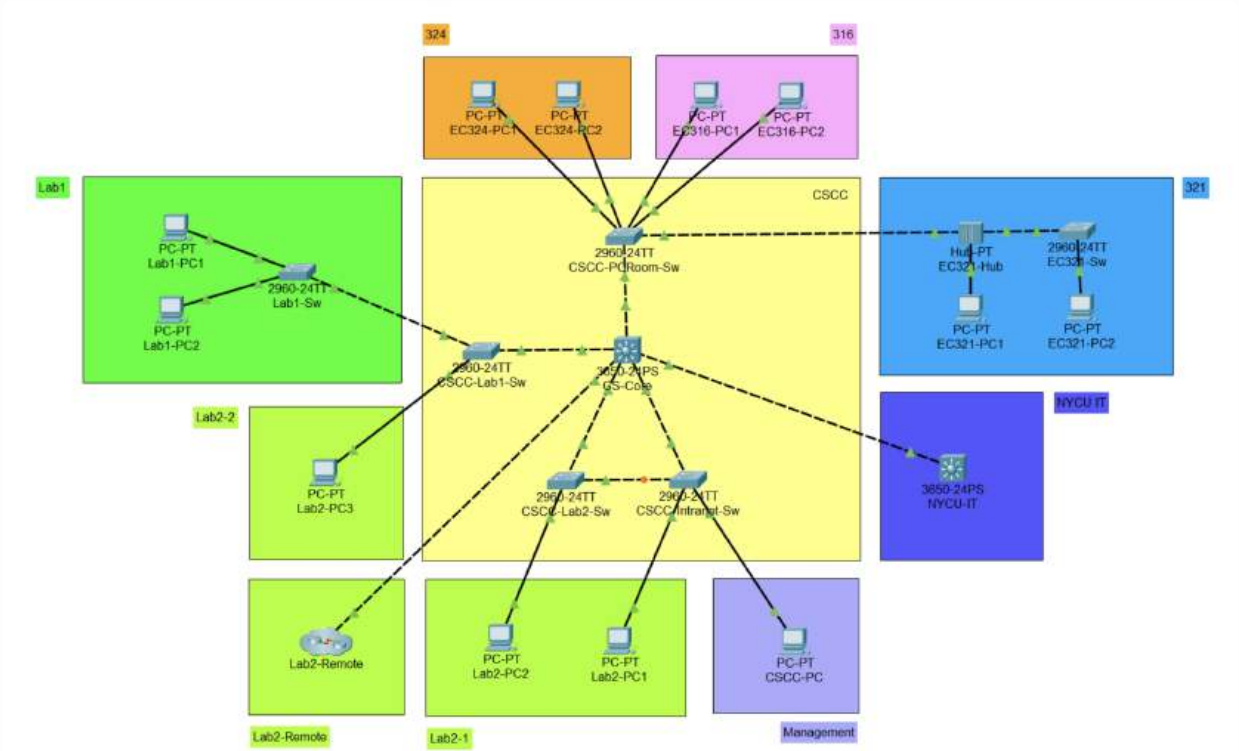 324
316
PC-PT
EC324-PC1
PC-PT
EC324-PC2
PC-PT
EC316-PC1
PC-PT
EC316-PC2
Lab1
CSCC
321
PC-PT
Lab1-PC1
2960-24TT
Lab1-Sw
PC-PT
Lab1-PC2
2960-24TT
CSCC-PCRoom-Sw
Hub-PT
EC321-Hub
2960-24TT
EC321-Sw
PC-PT
EC321-PC1
PC-PT
EC321-PC2
2960-24TT
CSCC-Lab1-Sw
3650-24PS
CS-Core
Lab2-2
NYCU IT
PC-PT
Lab2-PC3
2960-24TT
CSCC-Lab2-Sw
2960-24TT
CSCC-Intranet-Sw
3650-24PS
NYCU-IT
Lab2-Remote
PC-PT
Lab2-PC2
PC-PT
Lab2-PC1
PC-PT
CSCC-PC
Lab2-Remote
Lab2-1
Management